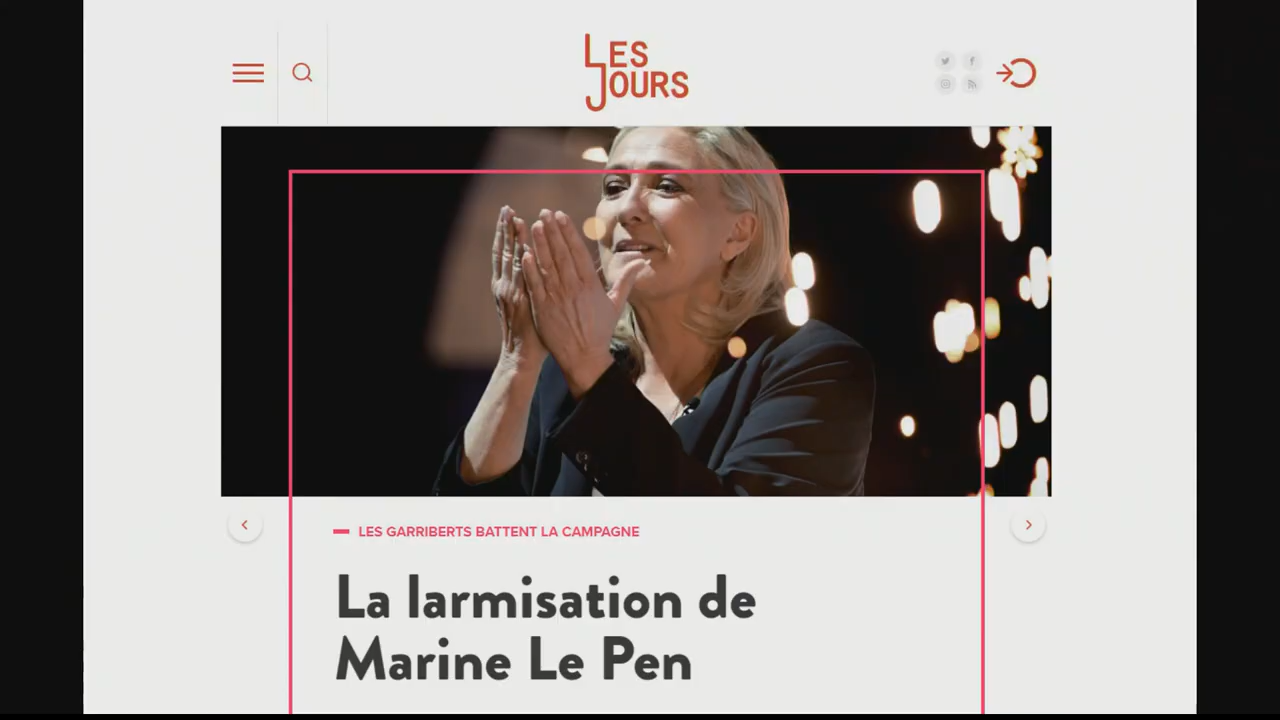 LES
JOURS
LES GARRIBERTS BATTENT LA CAMPAGNE
La larmisation de
Marine Le Pen